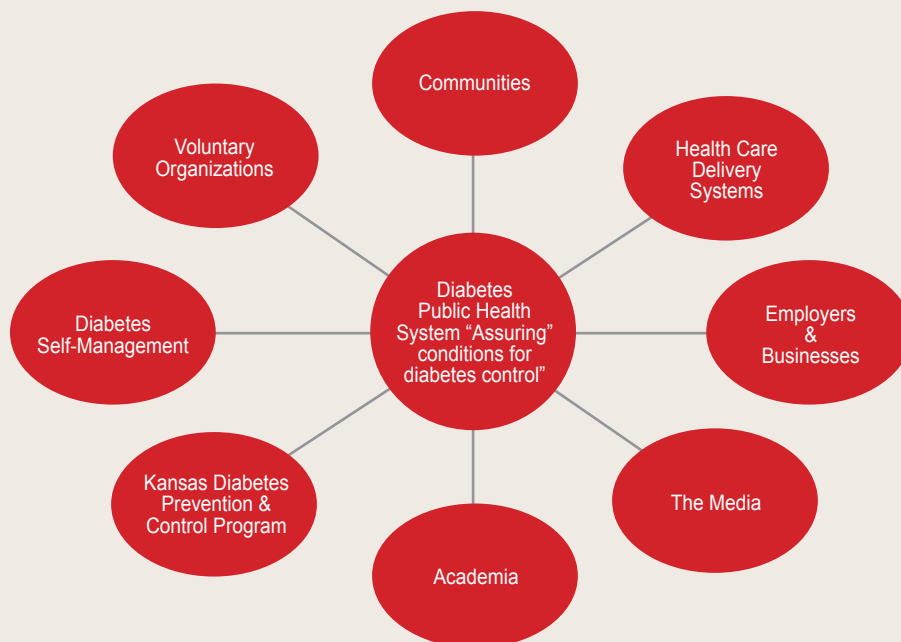 Communities
Voluntary
Organizations
Health Care
Delivery
Systems
Diabetes
Self-Management
Diabetes
Public Health
System “Assuring”
conditions for
diabetes control”
Employers
&
Businesses
Kansas Diabetes
Prevention &
Control Program
The Media
Academia